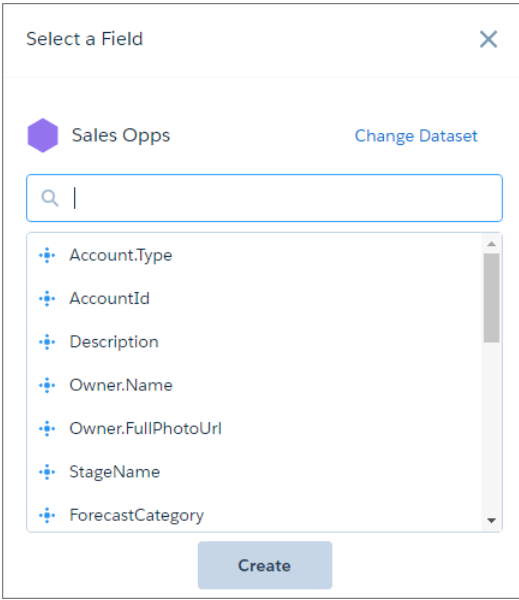 Select a Field
Sales Opps Change Dataset
Account.Type
AccountId
Description
Owner.Name
Owner.FullPhotoUrl
StageName
ForecastCategory
Create